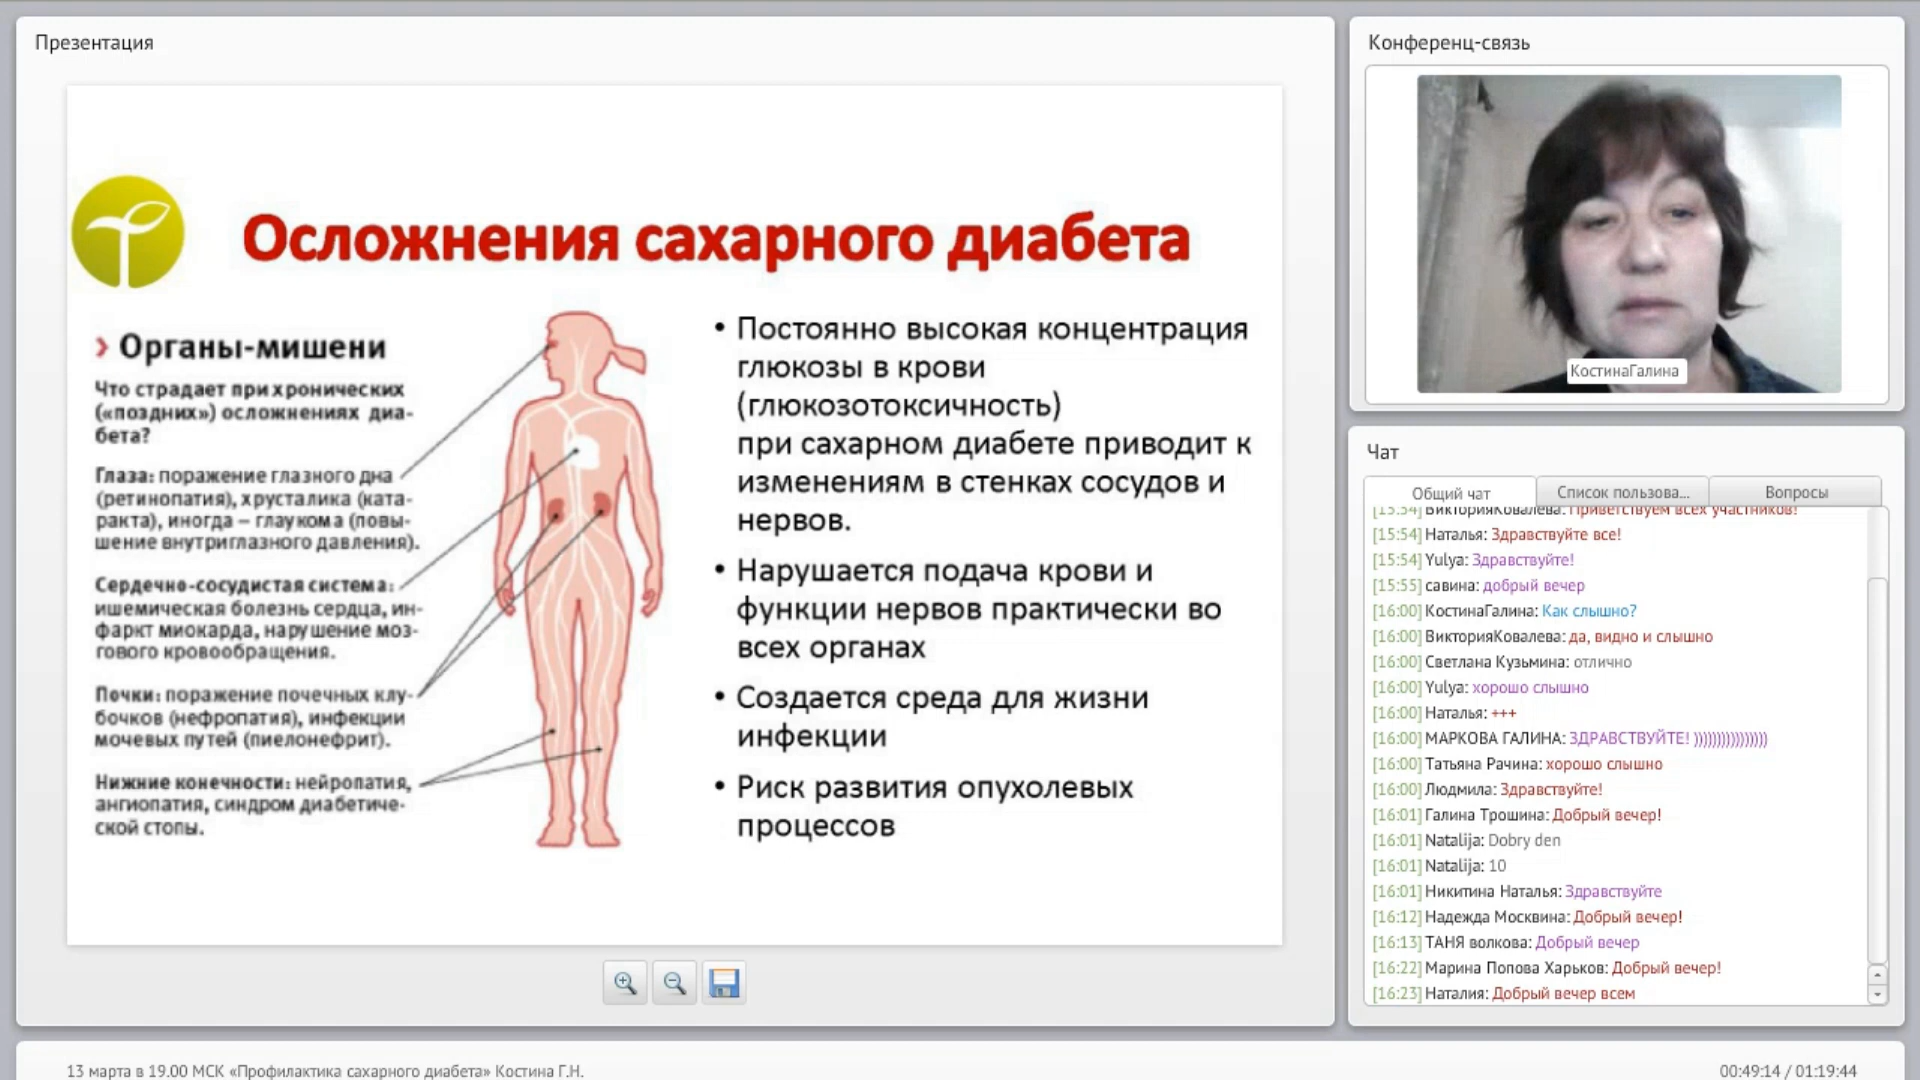 Презентация
Осложнения сахарного диабета
Органы-мишени
Что страдает при хронических
(«поздних») осложнениях диа-
бета?
Глаза: поражение глазного дна
(ретинопатия), хрусталика (ката-
ракта), иногда – глаукома (повы-
шение внутриглазного давления).
Сердечно-сосудистая система:
ишемическая болезнь сердца, ин-
фаркт миокарда, нарушение моз-
гового кровообращения.
Почки: поражение почечных клу-
бочков (нефропатия), инфекции
мочевых путей (пиелонефрит).
Нижние конечности: нейропатия,
ангиопатия, синдром диабетиче-
ской стопы.
• Постоянно высокая концентрация
глюкозы в крови
(глюкозотоксичность)
при сахарном диабете приводит к
изменениям в стенках сосудов и
нервов.
• Нарушается подача крови и
функции нервов практически во
всех органах
• Создается среда для жизни
инфекции
• Риск развития опухолевых
процессов
Конференц-связь
КостинаГалина
Чат
Общий чат
Список пользова...
Вопросы
[15:54] ВикторияКовалева: Приветствуем всех участников!
[15:54] Наталья: Здравствуйте все!
[15:54] Yulya: Здравствуйте!
[15:55] савина: добрый вечер
[16:00] КостинаГалина: Как слышно?
[16:00] ВикторияКовалева: да, видно и слышно
[16:00] Светлана Кузьмина: отлично
[16:00] Yulya: хорошо слышно
[16:00] Наталья: +++
[16:00] МАРКОВА ГАЛИНА: ЗДРАВСТВУЙТЕ! ))))))))))))))))
[16:00] Татьяна Рачина: хорошо слышно
[16:00] Людмила: Здравствуйте!
[16:01] Галина Трошина: Добрый вечер!
[16:01] Natalija: Dobry den
[16:01] Natalija: 10
[16:01] Никитина Наталья: Здравствуйте
[16:12] Надежда Москвина: Добрый вечер!
[16:13] ТАНЯ волкова: Добрый вечер
[16:22] Марина Попова Харьков: Добрый вечер!
[16:23] Наталия: Добрый вечер всем
13 марта в 19.00 МСК «Профилактика сахарного диабета» Костина Г.Н.
00:49:14 / 01:19:44